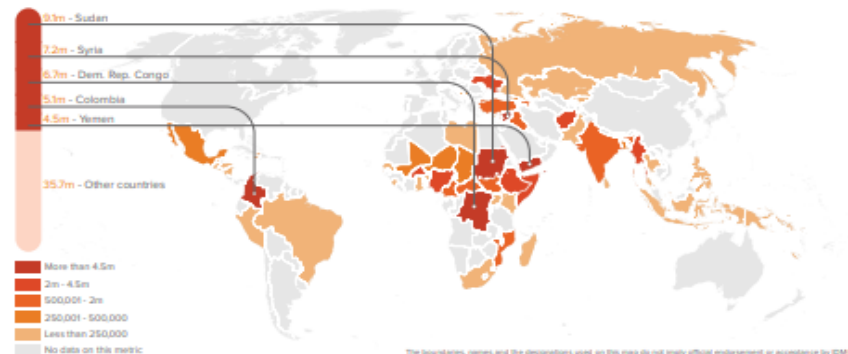 9.1m - Sudan
7.2m - Syria
6.7m - Dem. Rep. Congo
5.1m - Colombia
4.5m - Yemen
35.7m - Other countries
More than 4.5m
2m - 4.5m
500,001 - 2m
250,001 - 500,000
Less than 250,000
No data on this metric
The boundaries, names and the designations used on this map do not imply official endorsement or acceptance by IDM